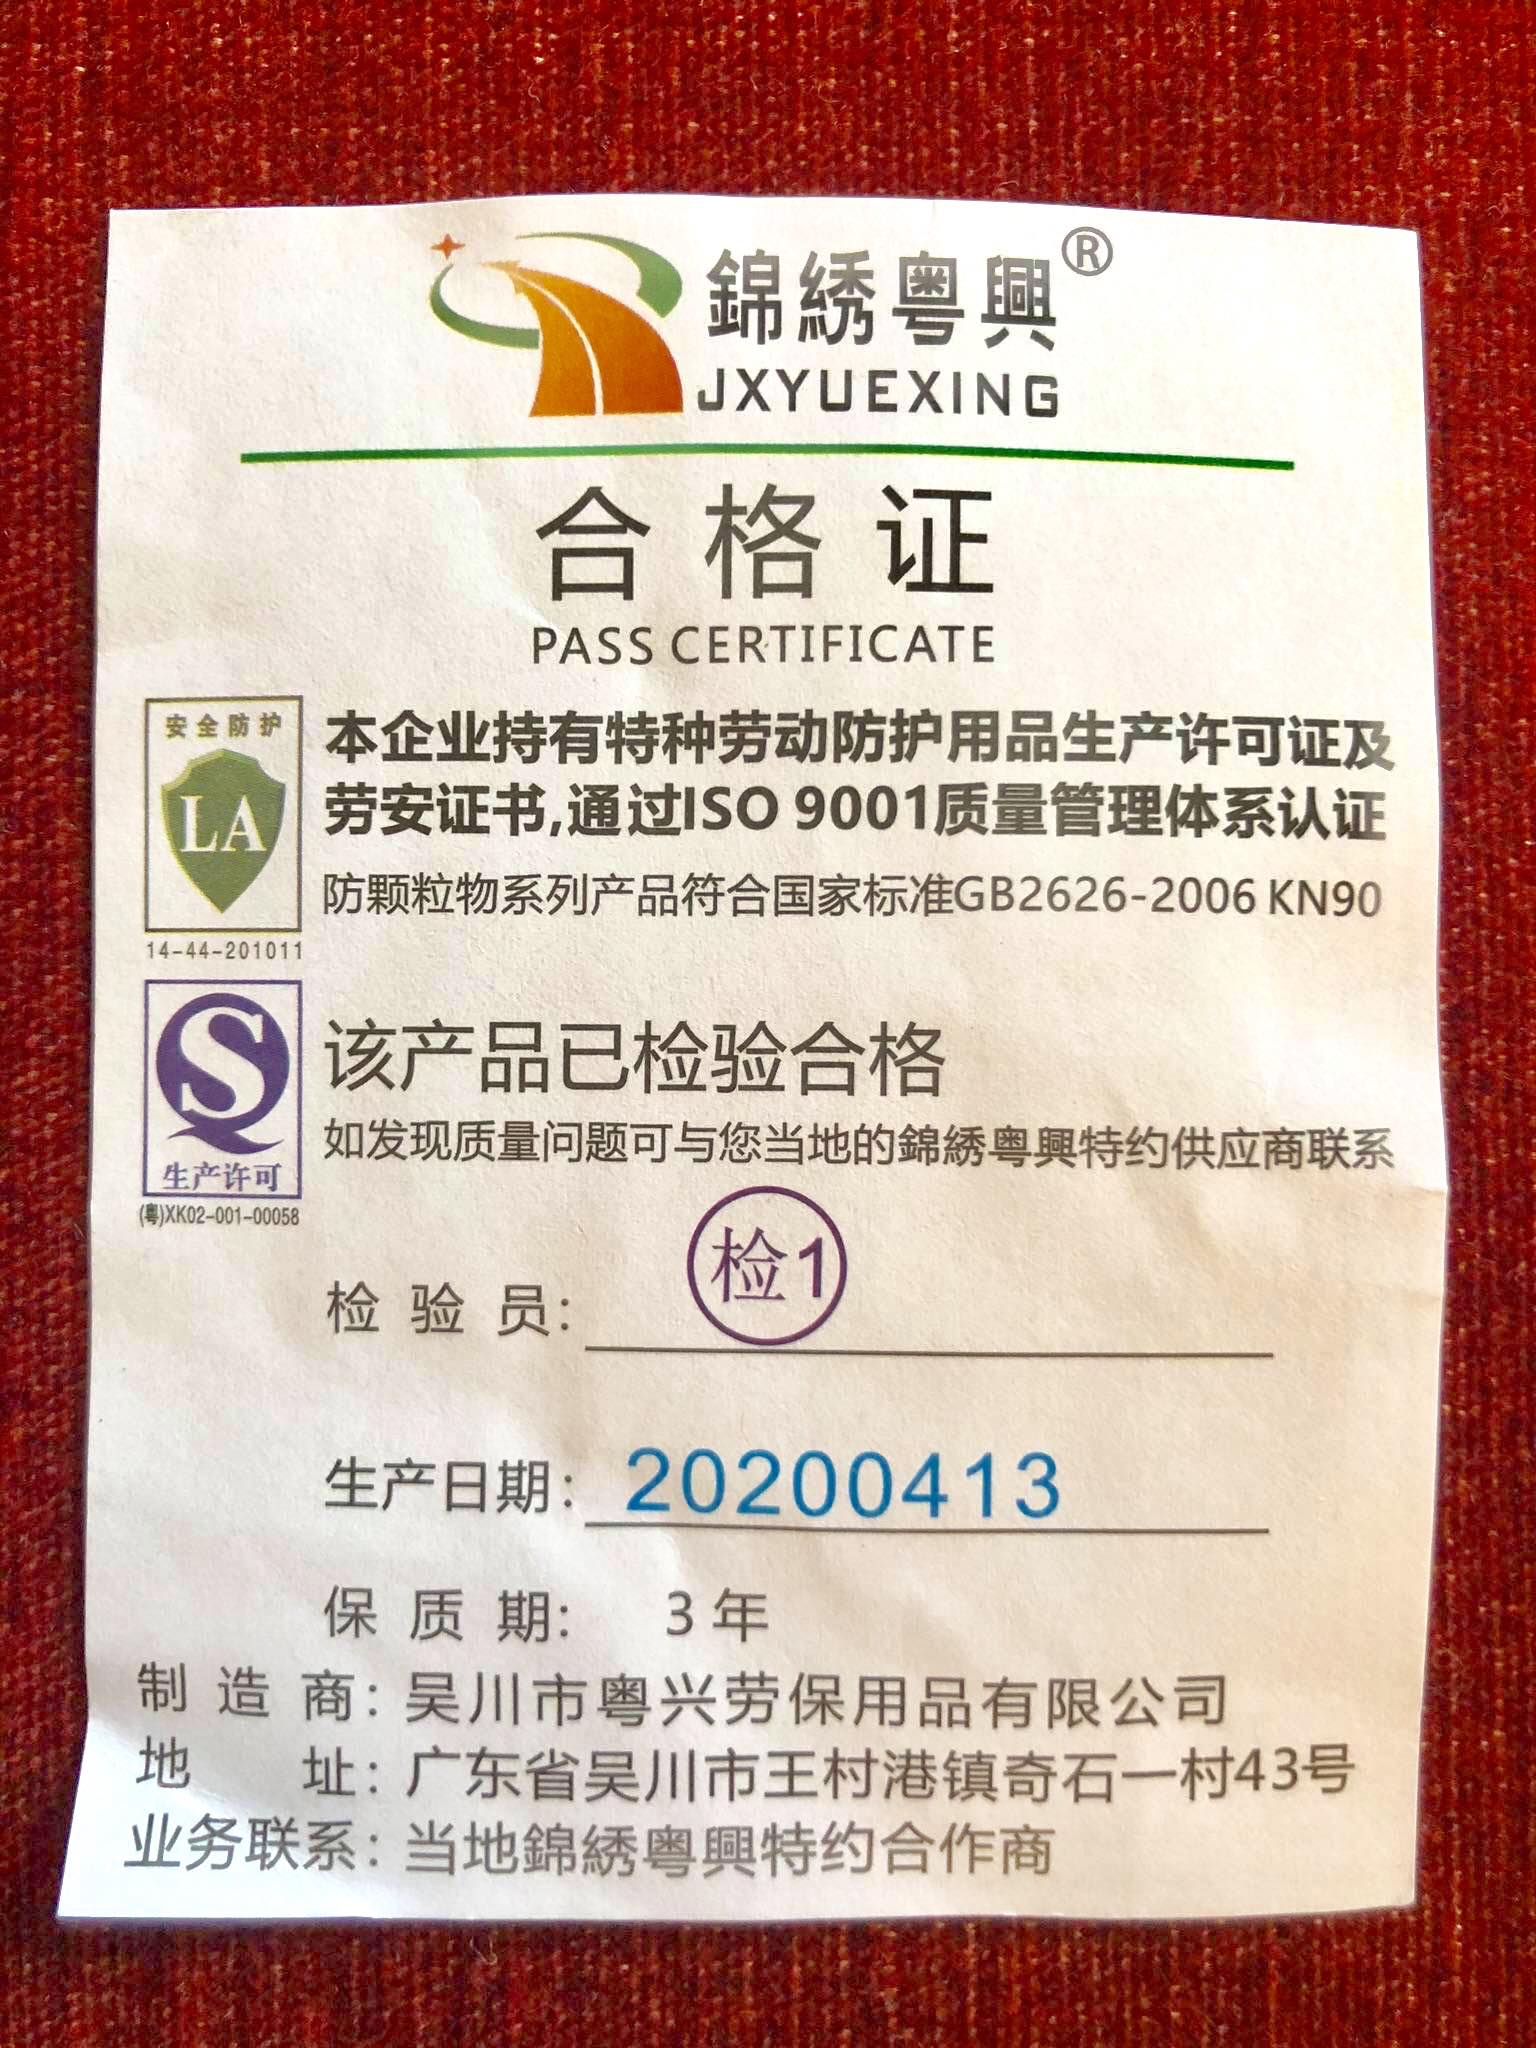 錦綉粤興®
JXYUEXING
合格证
PASS CERTIFICATE
安全防护
LA
14-44-201011
本企业持有特种劳动防护用品生产许可证及
劳安证书,通过ISO 9001质量管理体系认证
防颗粒物系列产品符合国家标准GB2626-2006 KN90
QS
生产许可
(粤)XK02-001-00058
该产品已检验合格
如发现质量问题可与您当地的錦綉粤興特约供应商联系
检验员: 检1
生产日期: 20200413
保质期: 3年
制造商: 吴川市粤兴劳保用品有限公司
地址: 广东省吴川市王村港镇奇石一村43号
业务联系: 当地錦綉粤興特约合作商